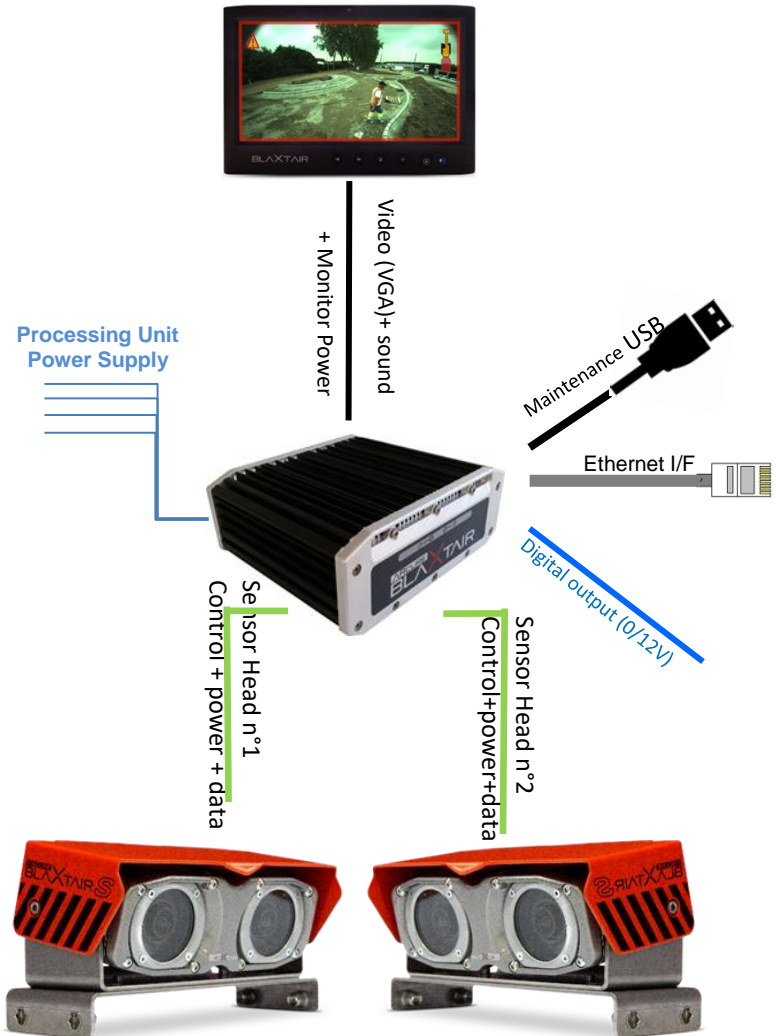 BLAXTAIR
Video (VGA)+ sound
+ Monitor Power
Processing Unit
Power Supply
Maintenance USB
Ethernet I/F
Digital output (0/12V)
ARCURE
BLAXTAIR
Sensor Head n°1
Control + power + data
Sensor Head n°2
Control+power+data
BLAXTAIR-S
BLAXTAIR-S